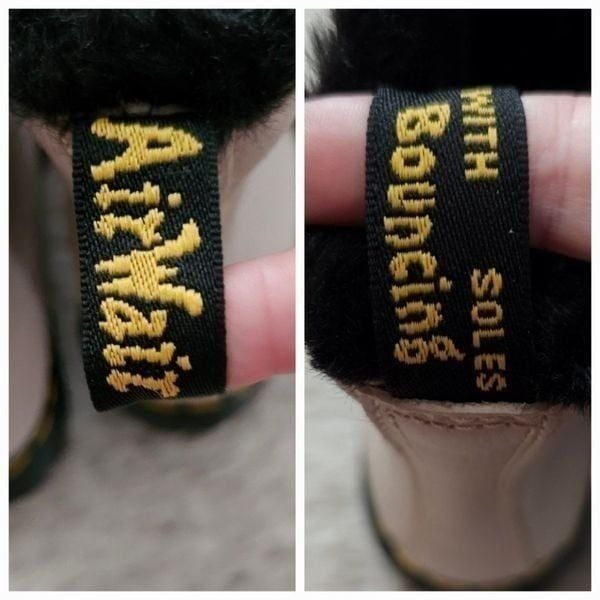 AirWair
WITH
Bouncing
SOLES